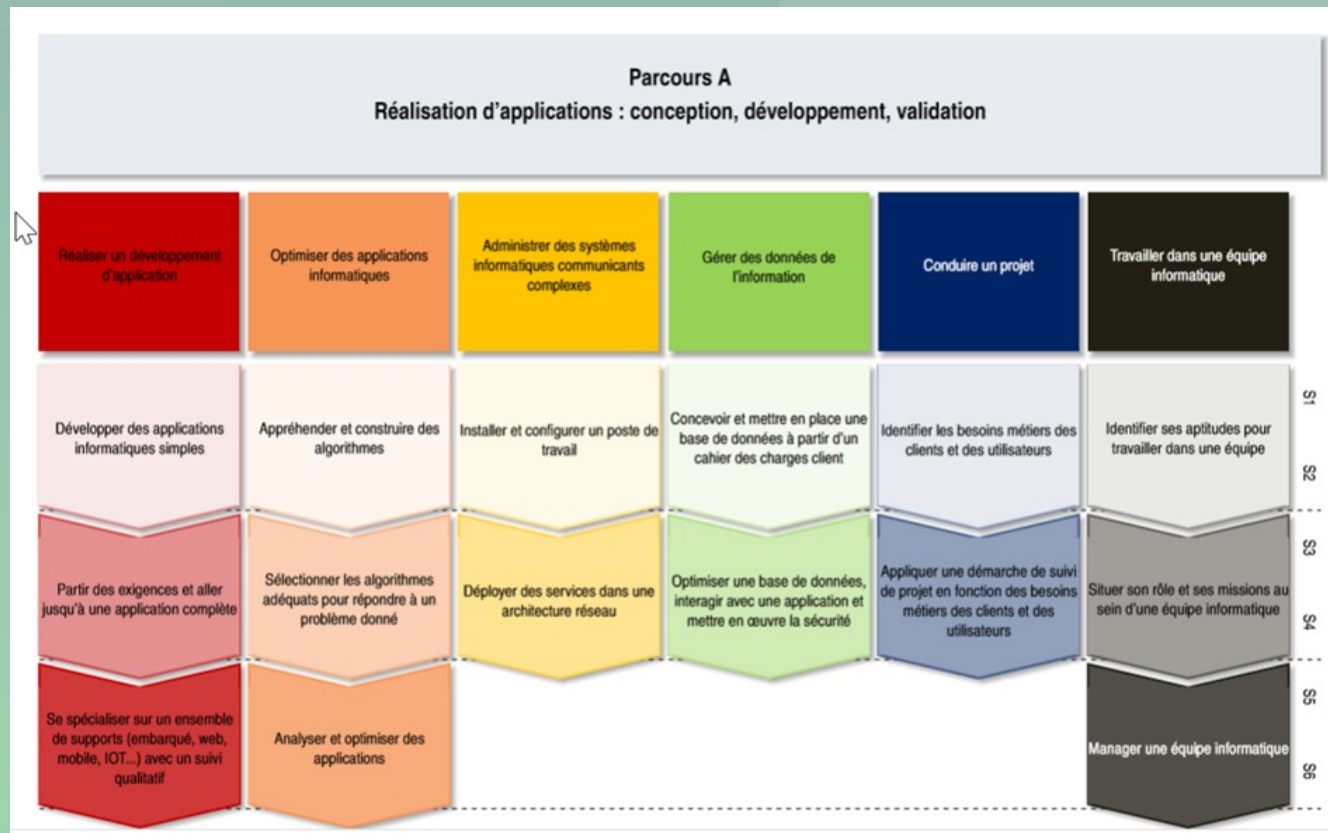 Parcours A
Réalisation d'applications : conception, développement, validation
Réaliser un développement
d'application
Optimiser des applications
informatiques
Administrer des systèmes
informatiques communicants
complexes
Gérer des données de
l'information
Conduire un projet
Travailler dans une équipe
informatique
Développer des applications
informatiques simples
Appréhender et construire des
algorithmes
Installer et configurer un poste de
travail
Concevoir et mettre en place une
base de données à partir d'un
cahier des charges client
Identifier les besoins métiers des
clients et des utilisateurs
Identifier ses aptitudes pour
travailler dans une équipe
S1
S2
Partir des exigences et aller
jusqu'à une application complète
Sélectionner les algorithmes
adéquats pour répondre à un
problème donné
Déployer des services dans une
architecture réseau
Optimiser une base de données,
interagir avec une application et
mettre en œuvre la sécurité
Appliquer une démarche de suivi
de projet en fonction des besoins
métiers des clients et des
utilisateurs
Situer son rôle et ses missions au
sein d'une équipe informatique
S3
S4
Se spécialiser sur un ensemble
de supports (embarqué, web,
mobile, IOT...) avec un suivi
qualitatif
Analyser et optimiser des
applications
Manager une équipe informatique
S5
S6